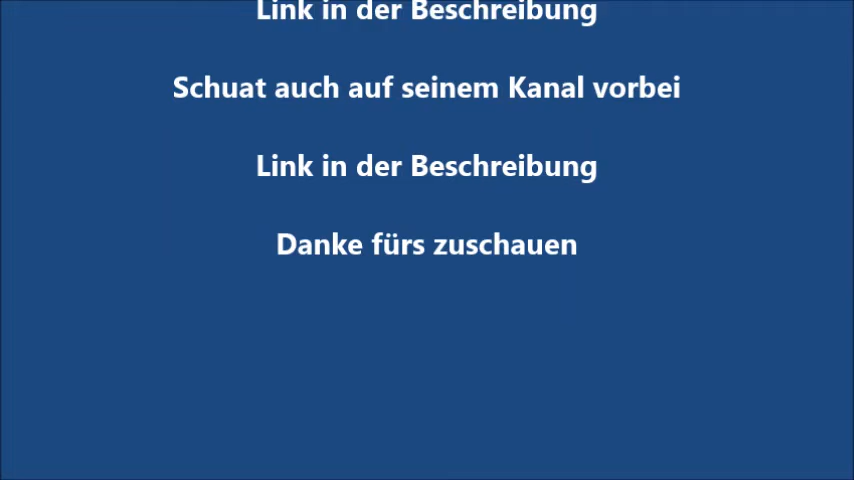 Link in der Beschreibung
Schuat auch auf seinem Kanal vorbei
Link in der Beschreibung
Danke fürs zuschauen